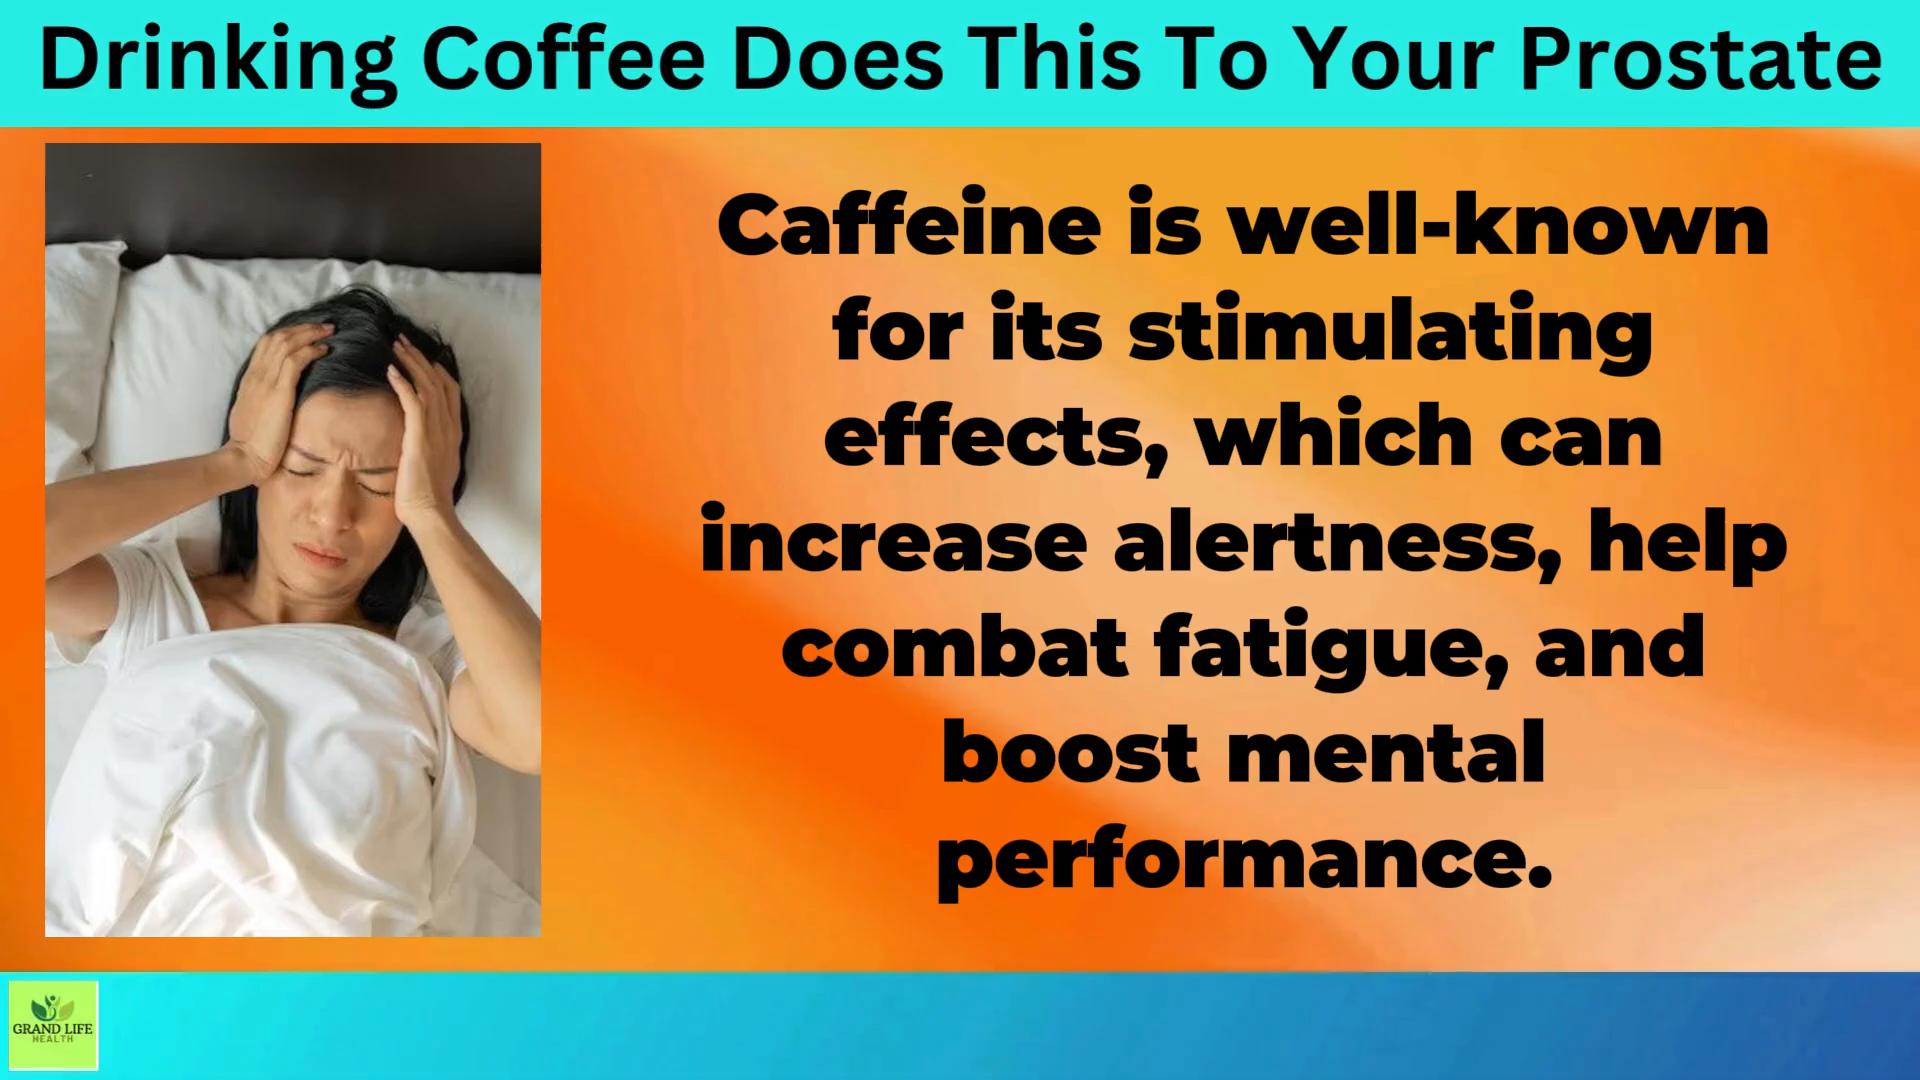 Drinking Coffee Does This To Your Prostate
Caffeine is well-known
for its stimulating
effects, which can
increase alertness, help
combat fatigue, and
boost mental
performance.
GRAND LIFE
HEALTH